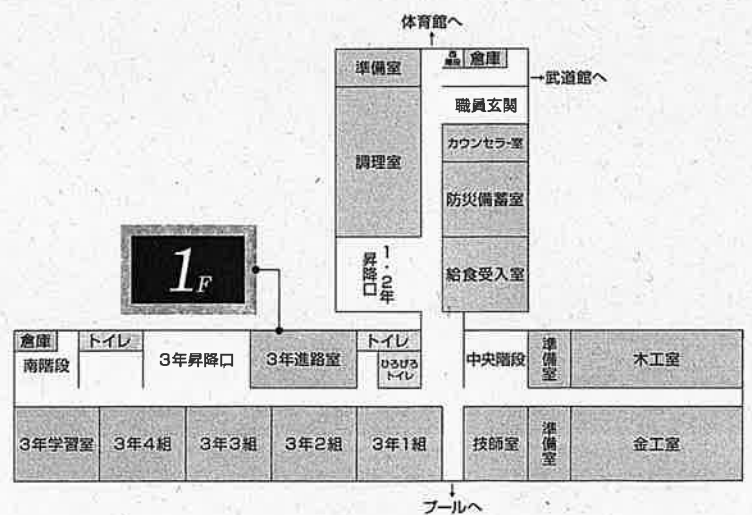 体育館へ
準備室
倉庫
武道館へ
職員玄関
カウンセラー室
調理室
防災備蓄室
1・2年
昇降口
給食受入室
1F
倉庫
トイレ
南階段
3年昇降口
3年進路室
トイレ
ひろびろ
トイレ
中央階段
準備室
木工室
3年学習室
3年4組
3年3組
3年2組
3年1組
技師室
準備室
金工室
プールへ